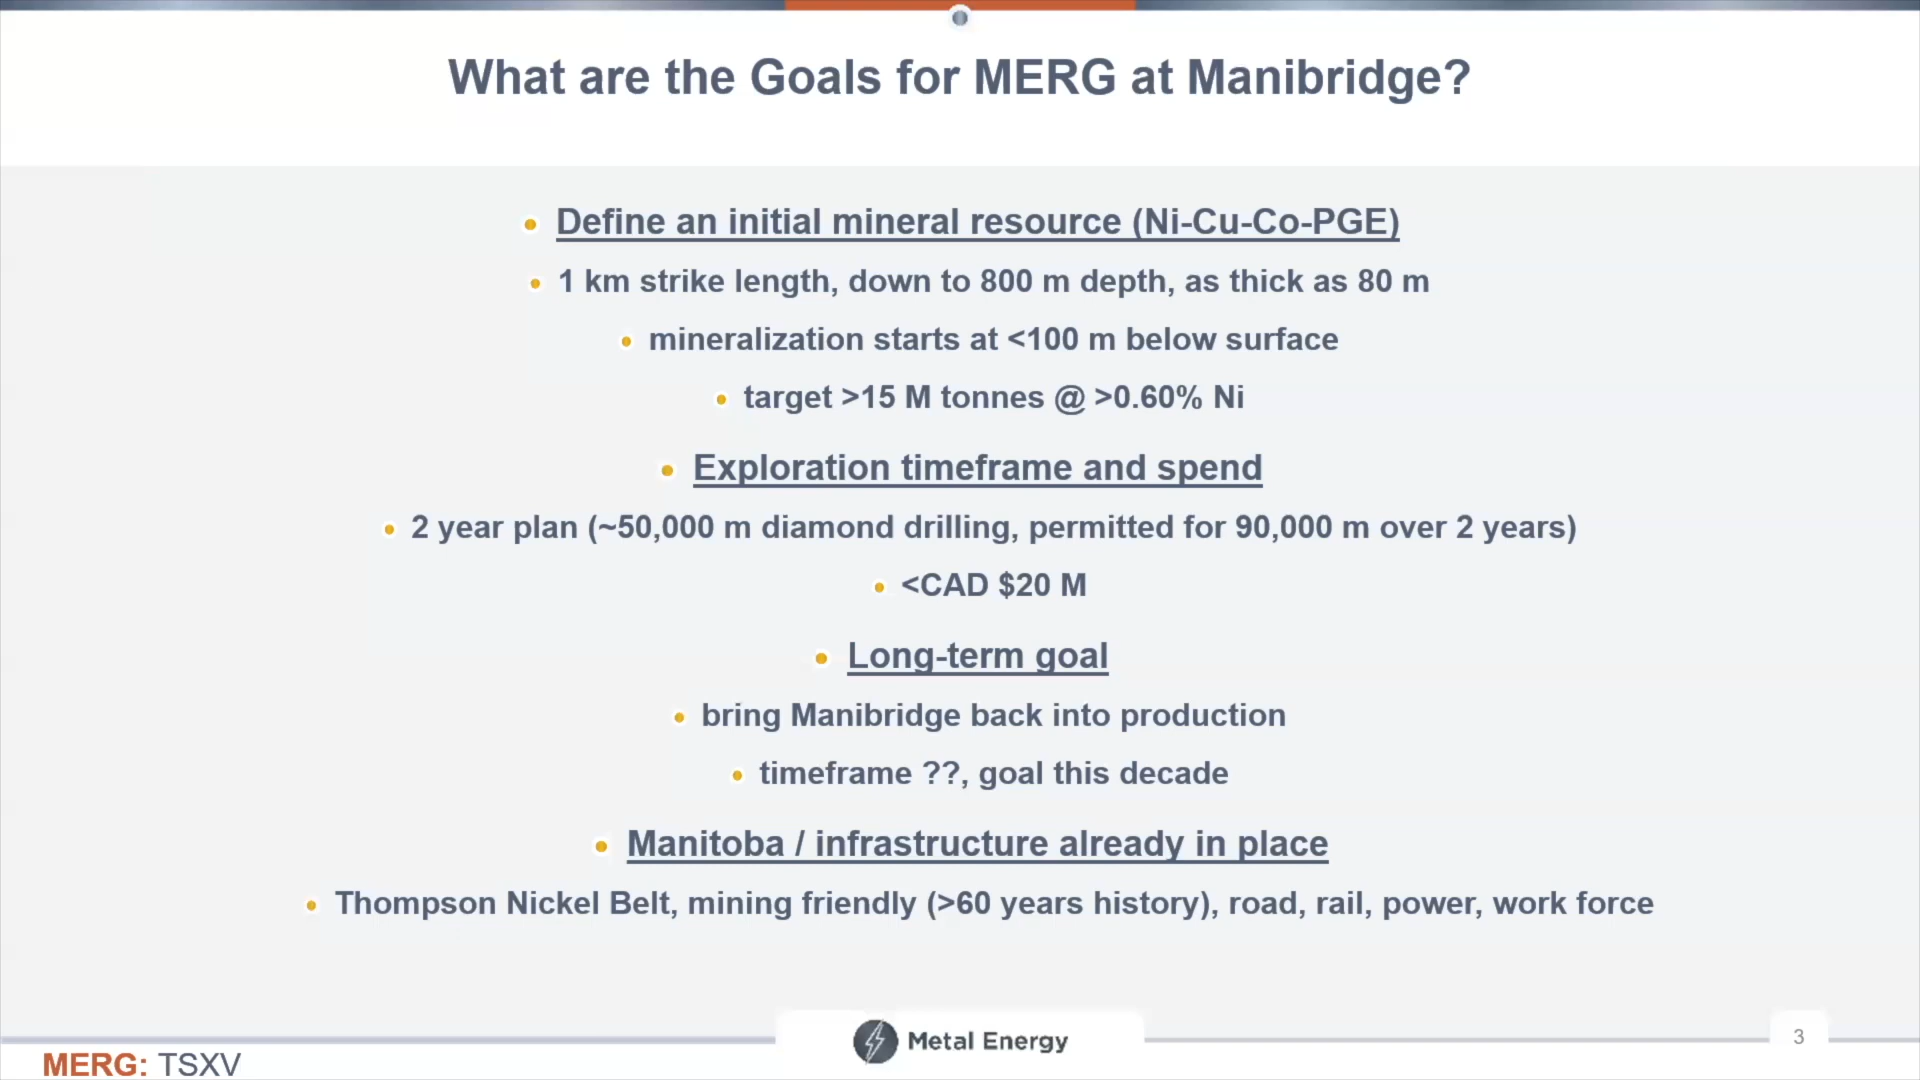 What are the Goals for MERG at Manibridge?
Define an initial mineral resource (Ni-Cu-Co-PGE)
1 km strike length, down to 800 m depth, as thick as 80 m
mineralization starts at <100 m below surface
target >15 M tonnes @ >0.60% Ni
Exploration timeframe and spend
2 year plan (~50,000 m diamond drilling, permitted for 90,000 m over 2 years)
<CAD $20 M
Long-term goal
bring Manibridge back into production
timeframe ??, goal this decade
Manitoba / infrastructure already in place
Thompson Nickel Belt, mining friendly (>60 years history), road, rail, power, work force
Metal Energy
3
MERG: TSXV